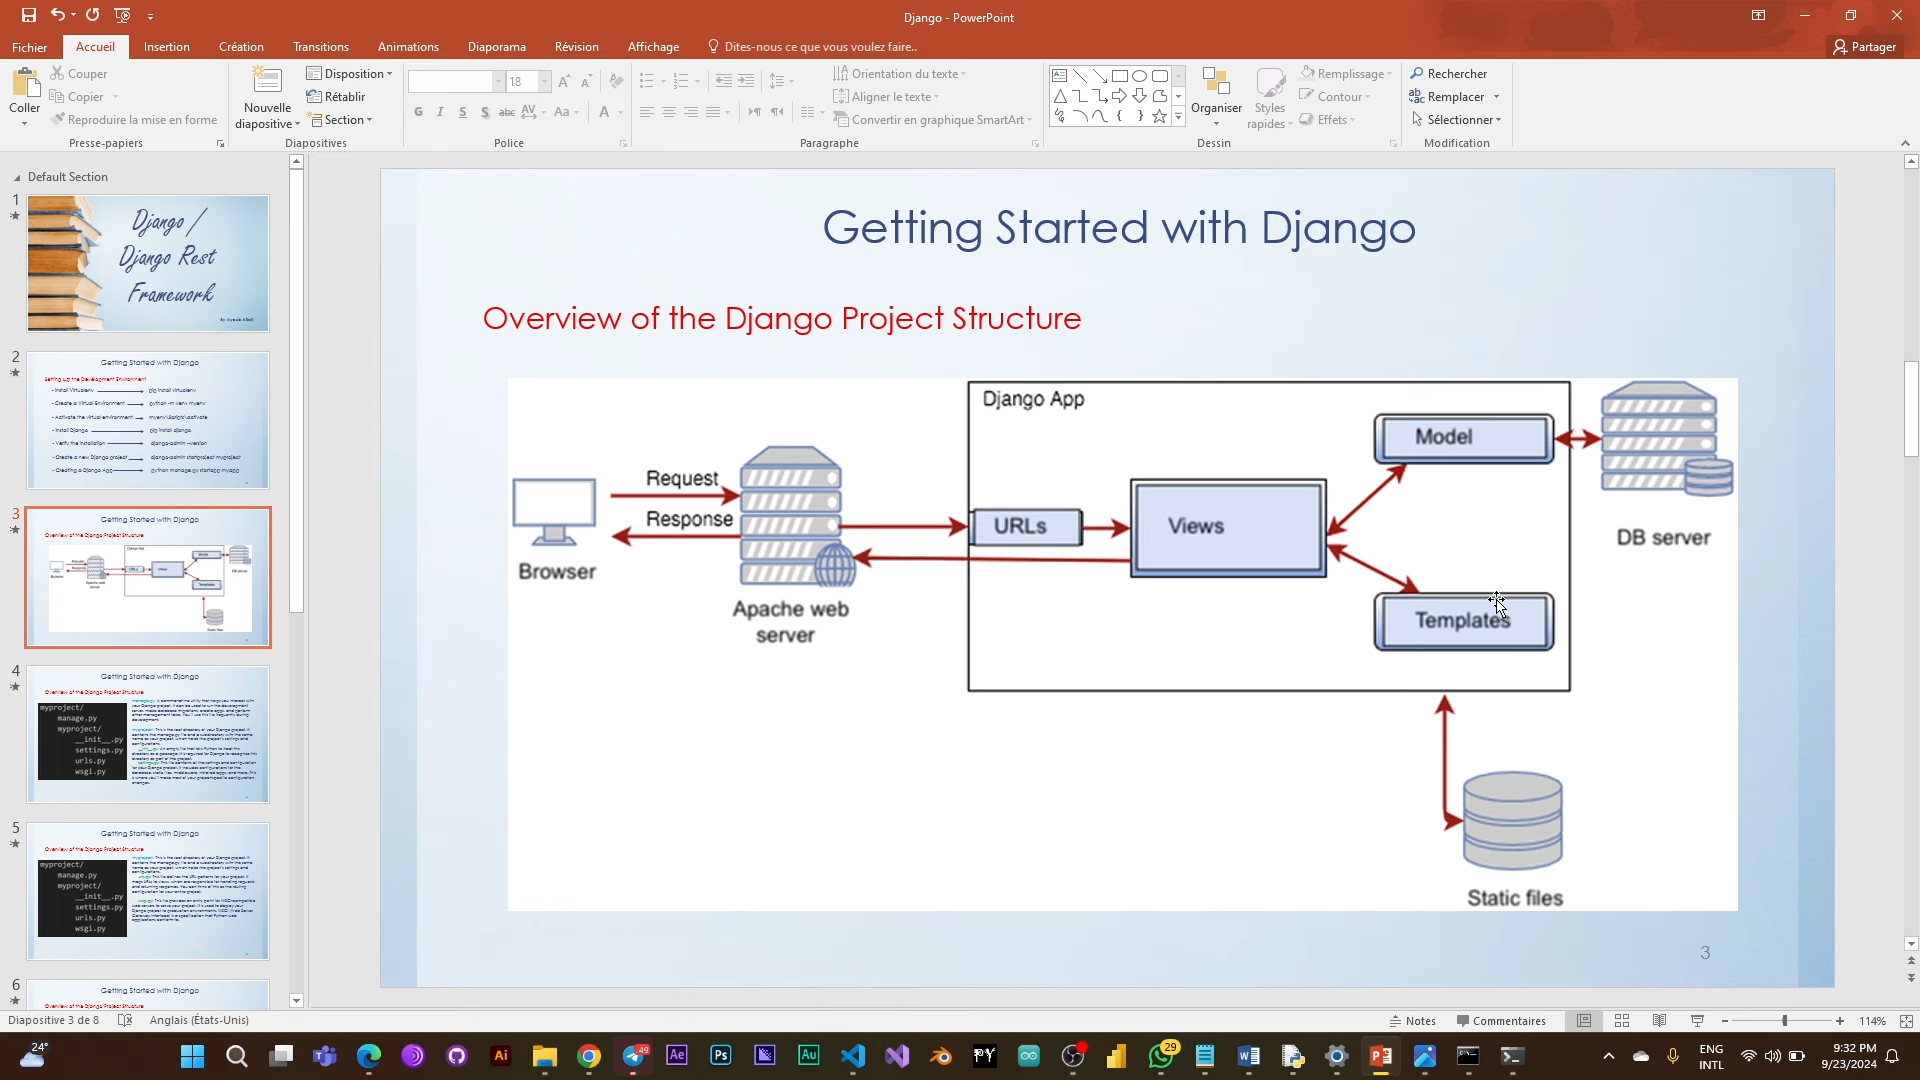 Django - PowerPoint
Fichier
Accueil
Insertion
Création
Transitions
Animations
Diaporama
Révision
Affichage
Dites-nous ce que vous voulez faire..
Partager
Coller
Couper
Copier
Reproduire la mise en forme
Presse-papiers
Nouvelle
diapositive
Disposition
Rétablir
Section
Diapositives
18
G I S S abc AV Aa A
Police
Orientation du texte
Aligner le texte
Convertir en graphique SmartArt
Paragraphe
Organiser
Styles
rapides
Remplissage
Contour
Effets
Dessin
Rechercher
Remplacer
Sélectionner
Modification
Default Section
1
Django /
Django Rest
Framework
2
Getting Started with Django
Setting up the Development Environment
- Install Virtualenv
pip install virtualenv
- Create a Virtual Environment
python -m venv myenv
- Activate the virtual environment
myenv\Scripts\activate
- Install Django
pip install django
- Verify the Installation
django-admin --version
- Create a new Django project
django-admin startproject myproject
- Creating a Django App
python manage.py startapp myapp
3
Getting Started with Django
Overview of the Django Project Structure
4
Getting Started with Django
Overview of the Django Project Structure
myproject/
manage.py
myproject/
__init__.py
settings.py
urls.py
wsgi.py
5
Getting Started with Django
Overview of the Django Project Structure
myproject/
manage.py
myproject/
__init__.py
settings.py
urls.py
wsgi.py
6
Getting Started with Django
Overview of the Django Project Structure
Getting Started with Django
Overview of the Django Project Structure
Django App
Model
Request
Response
URLs
Views
DB server
Browser
Apache web
server
Templates
Static files
3
Diapositive 3 de 8
Anglais (États-Unis)
Notes
Commentaires
114%
24°
49
29
ENG
INTL
9:32 PM
9/23/2024